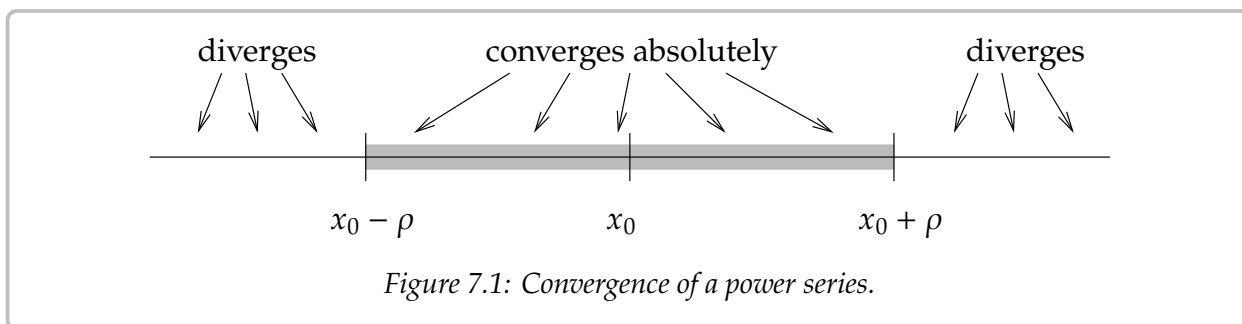 diverges converges absolutely diverges
x₀ − ρ x₀ x₀ + ρ
Figure 7.1: Convergence of a power series.